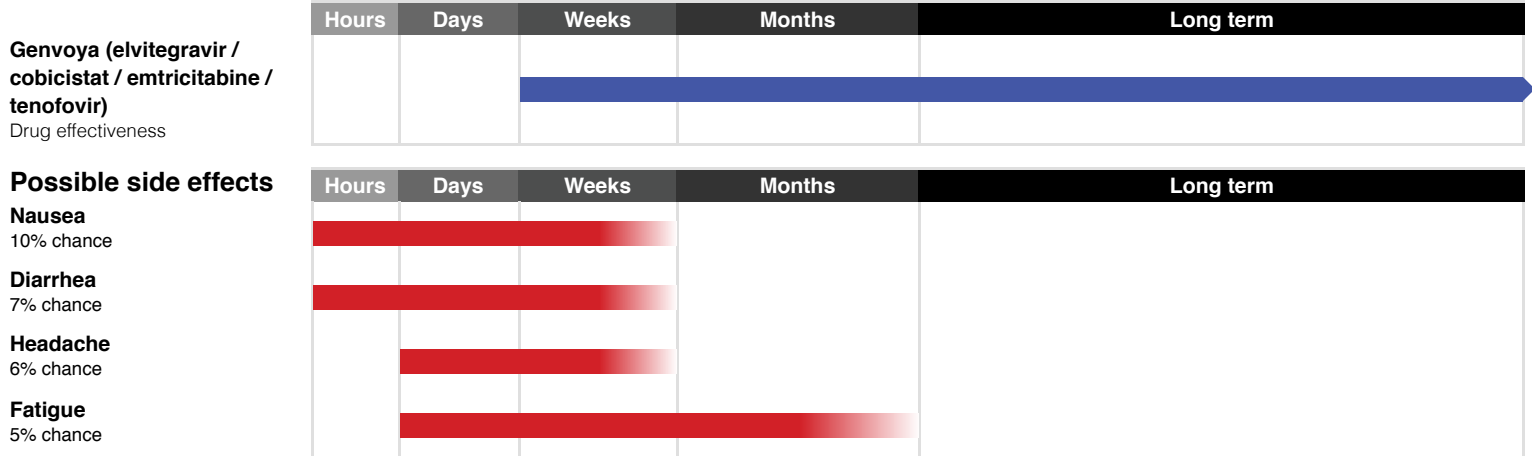 Hours Days Weeks Months Long term
Genvoya (elvitegravir /
cobicistat / emtricitabine /
tenofovir)
Drug effectiveness
Possible side effects
Hours Days Weeks Months Long term
Nausea
10% chance
Diarrhea
7% chance
Headache
6% chance
Fatigue
5% chance